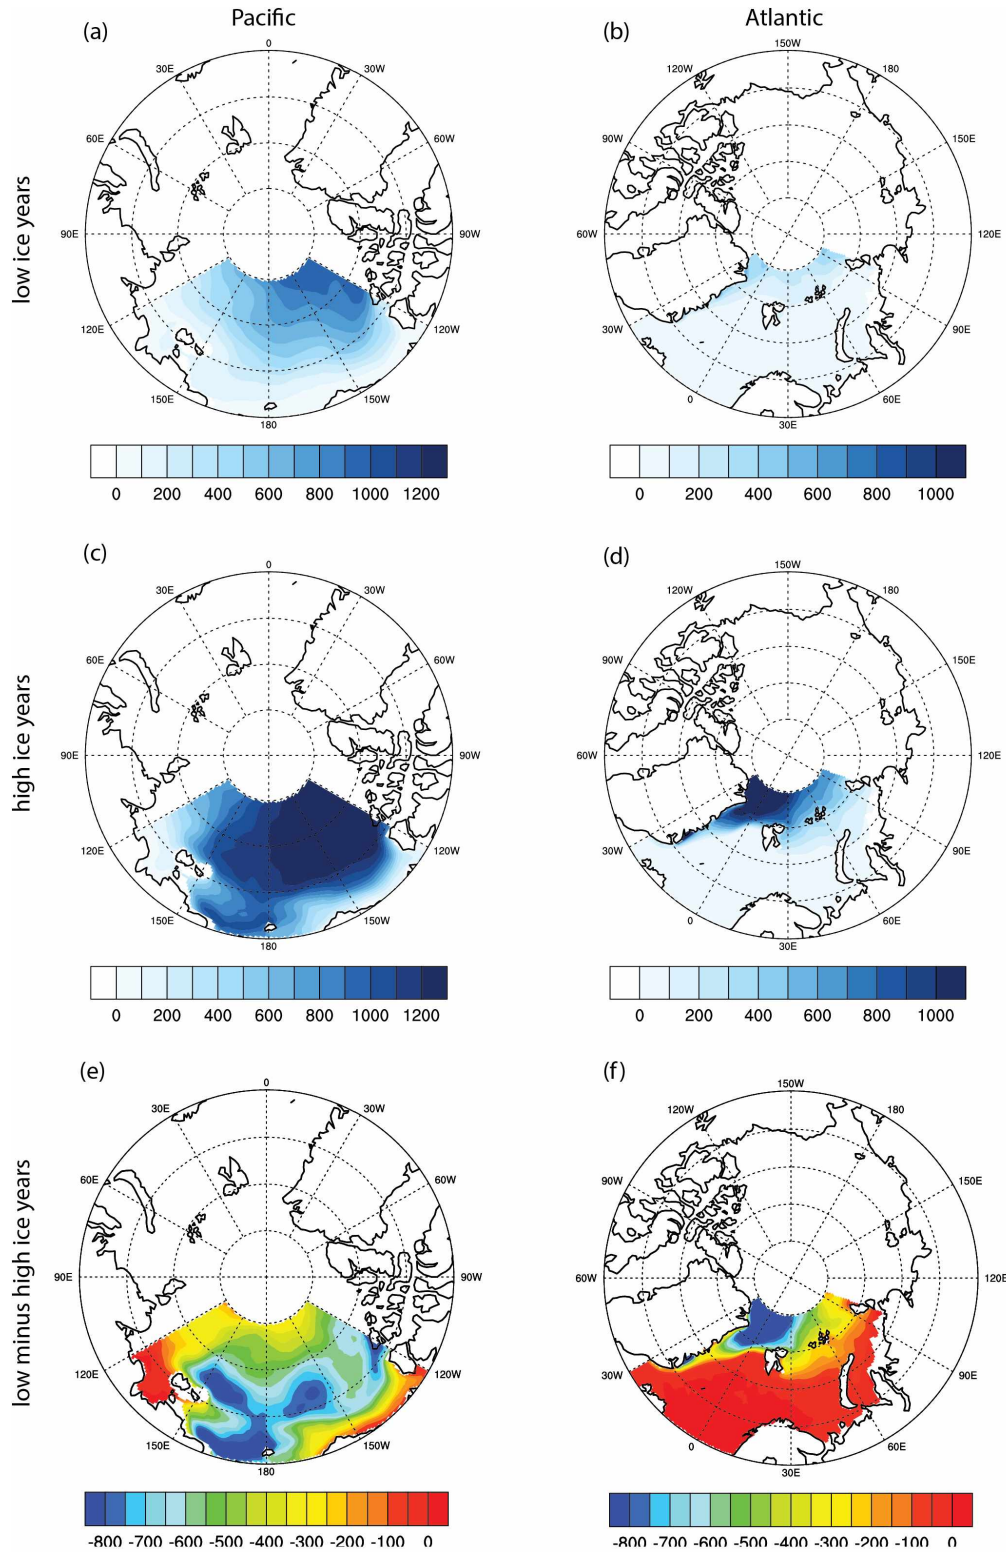 Pacific
Atlantic
low ice years
(a)
0
30E
30W
60E
60W
90E
90W
120E
120W
150E
150W
180
0 200 400 600 800 1000 1200
(b)
150W
120W
180
90W
150E
60W
120E
30W
90E
0
60E
30E
0 200 400 600 800 1000
high ice years
(c)
0
30E
30W
60E
60W
90E
90W
120E
120W
150E
150W
180
0 200 400 600 800 1000 1200
(d)
150W
120W
180
90W
150E
60W
120E
30W
90E
0
60E
30E
0 200 400 600 800 1000
low minus high ice years
(e)
0
30E
30W
60E
60W
90E
90W
120E
120W
150E
150W
180
-800 -700 -600 -500 -400 -300 -200 -100 0
(f)
150W
120W
180
90W
150E
60W
120E
30W
90E
0
60E
30E
-800 -700 -600 -500 -400 -300 -200 -100 0